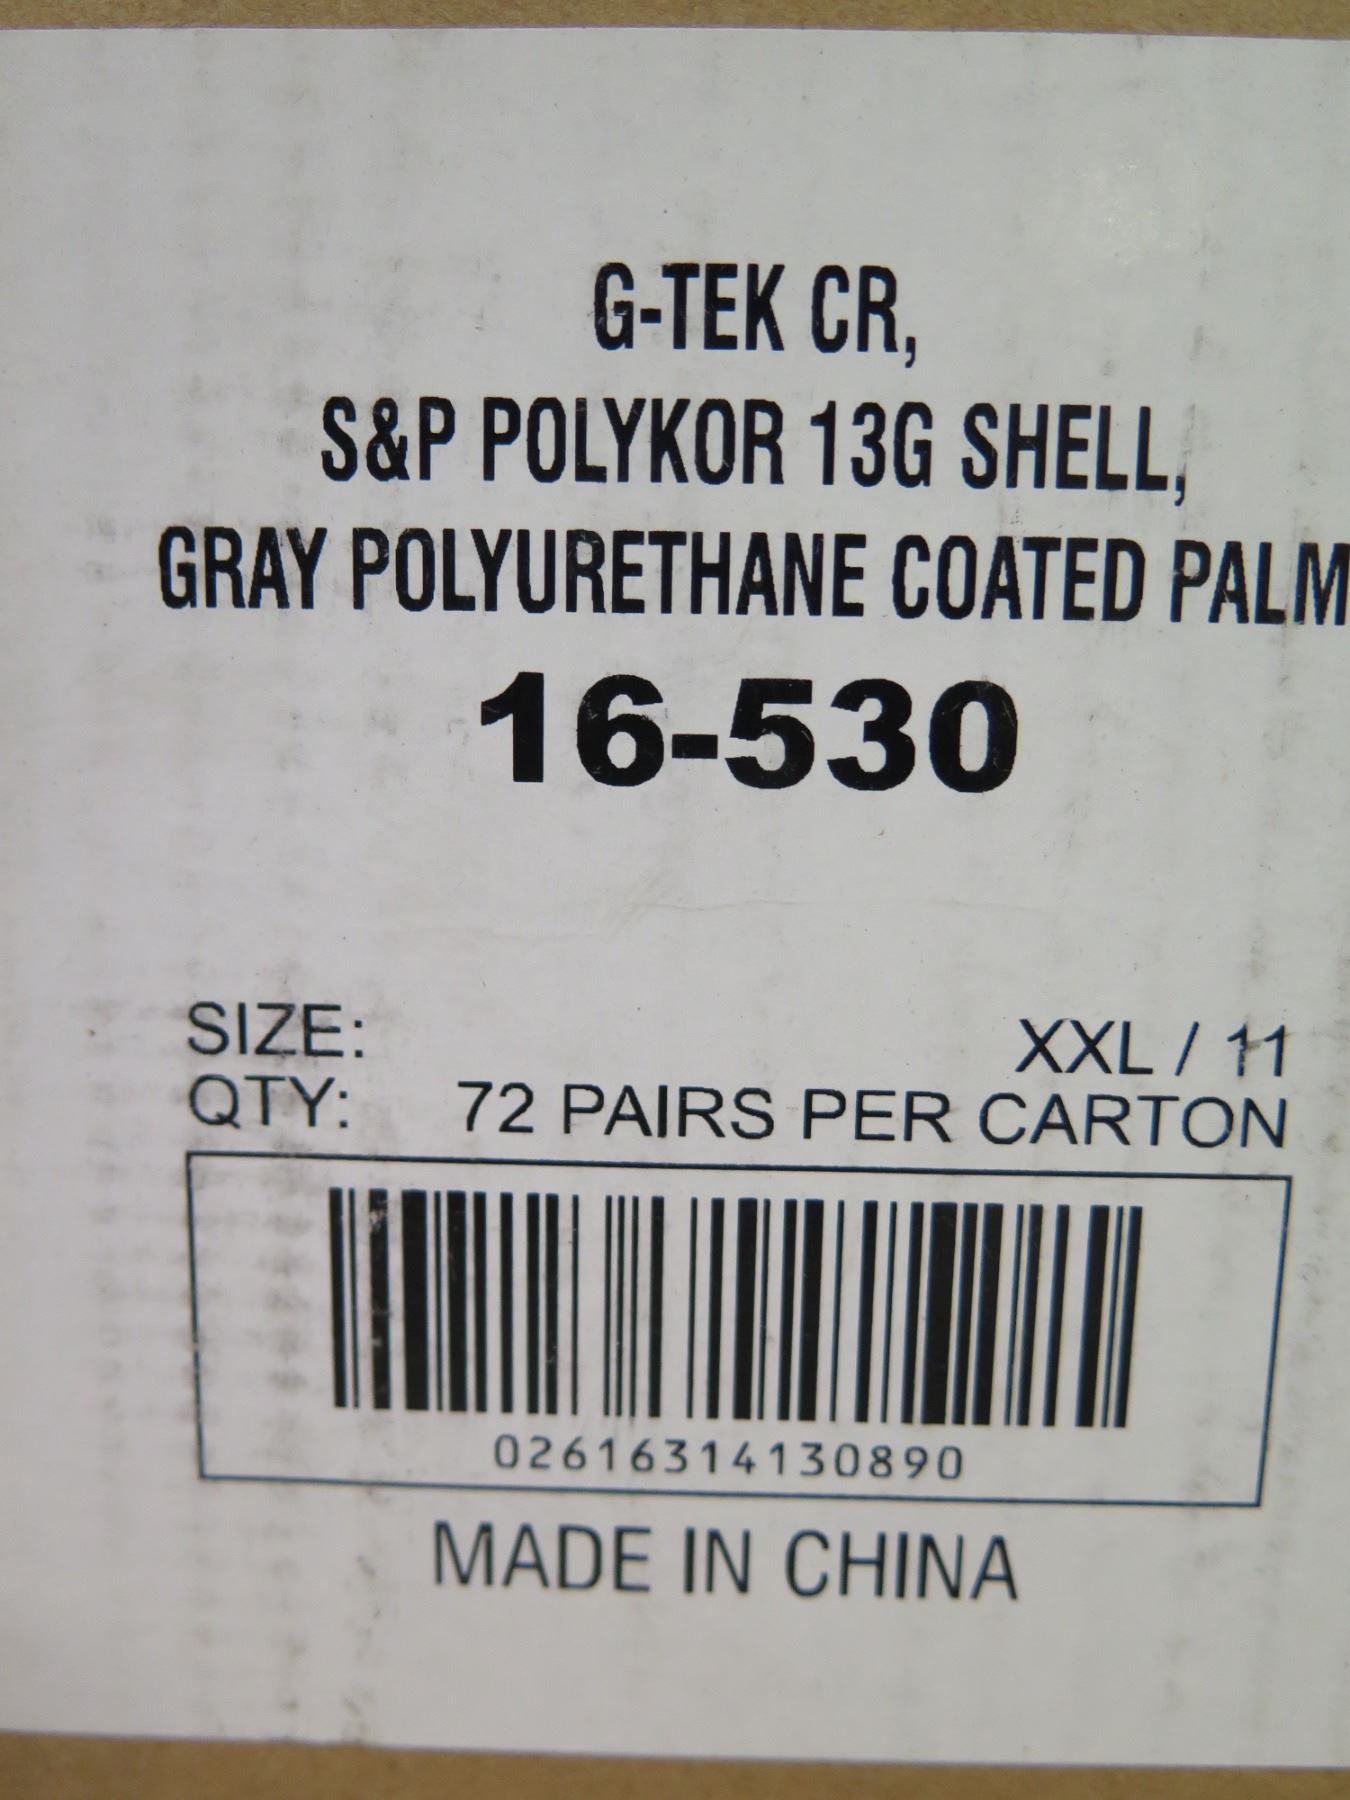 G-TEK CR,
S&P POLYKOR 13G SHELL,
GRAY POLYURETHANE COATED PALM
16-530
SIZE: XXL / 11
QTY: 72 PAIRS PER CARTON
02616314130890
MADE IN CHINA